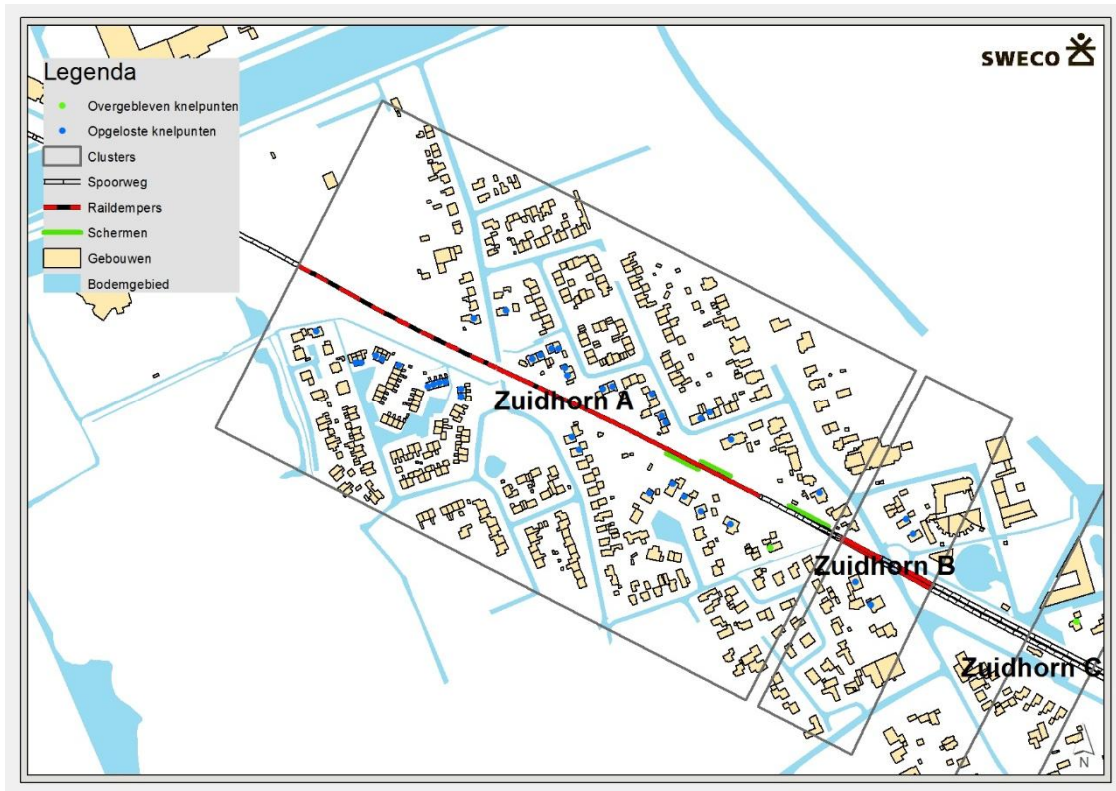 SWECO
Legenda
Overgebleven knelpunten
Opgeloste knelpunten
Clusters
Spoorweg
Raildempers
Schermen
Gebouwen
Bodemgebied
Zuidhorn A
Zuidhorn B
Zuidhorn C
N